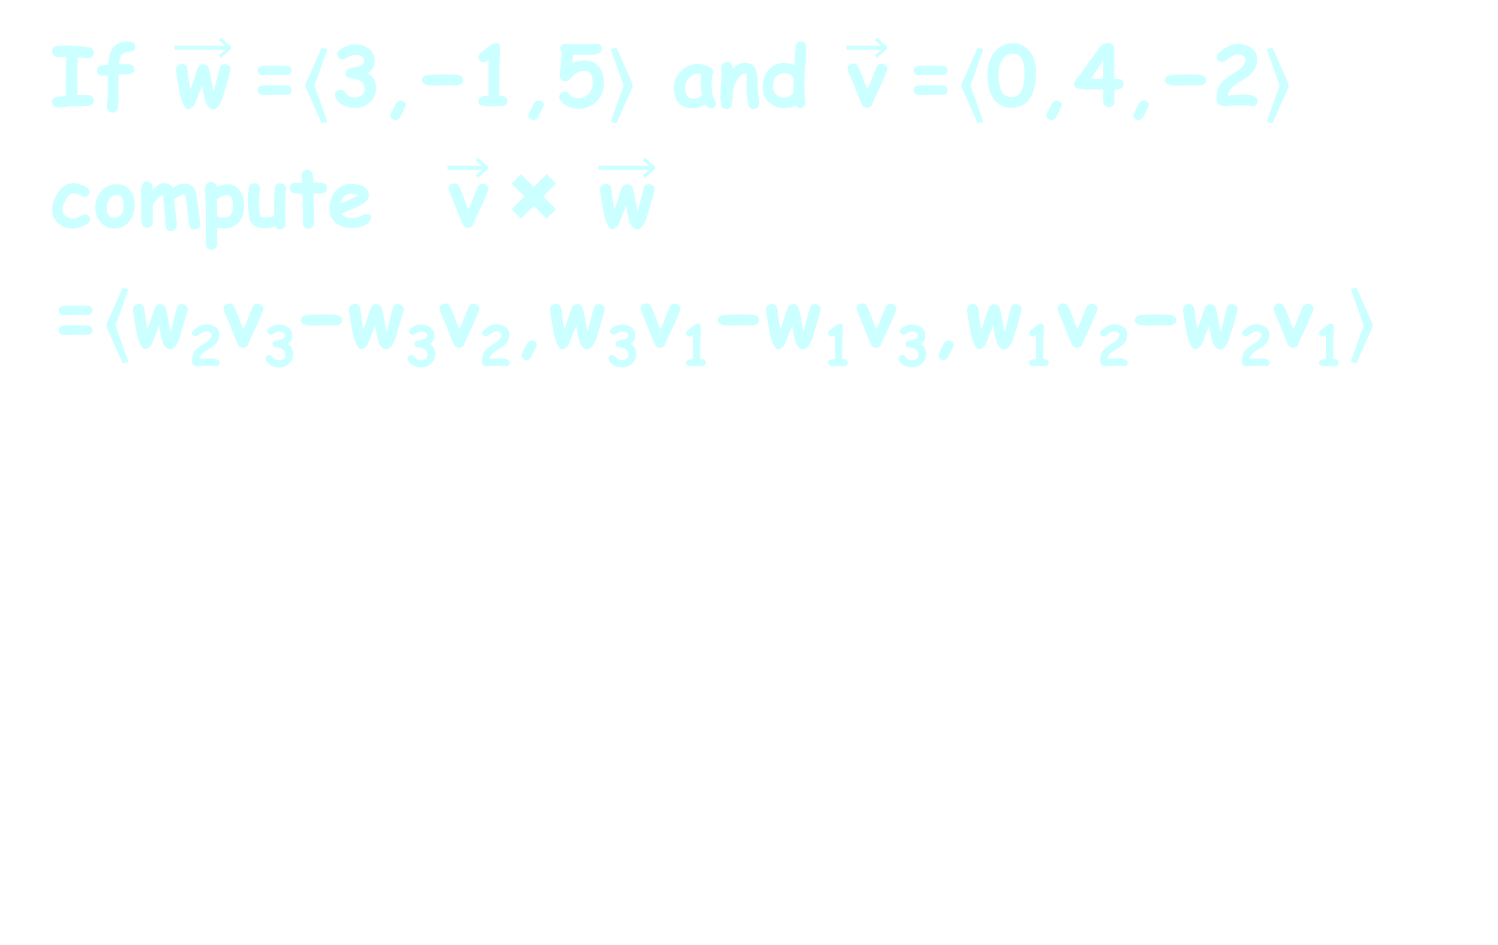 If w⃗ =⟨3,−1,5⟩ and v⃗ =⟨0,4,−2⟩
compute v⃗ × w⃗
=⟨w₂v₃−w₃v₂,w₃v₁−w₁v₃,w₁v₂−w₂v₁⟩